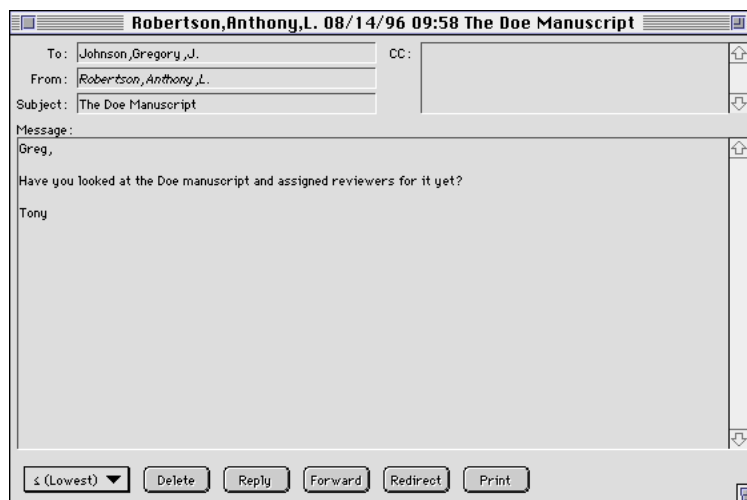 Robertson,Anthony,L. 08/14/96 09:58 The Doe Manuscript
To: Johnson,Gregory,J.
CC:
From: Robertson,Anthony,L.
Subject: The Doe Manuscript
Message:
Greg,
Have you looked at the Doe manuscript and assigned reviewers for it yet?
Tony
≤ (Lowest) Delete Reply Forward Redirect Print